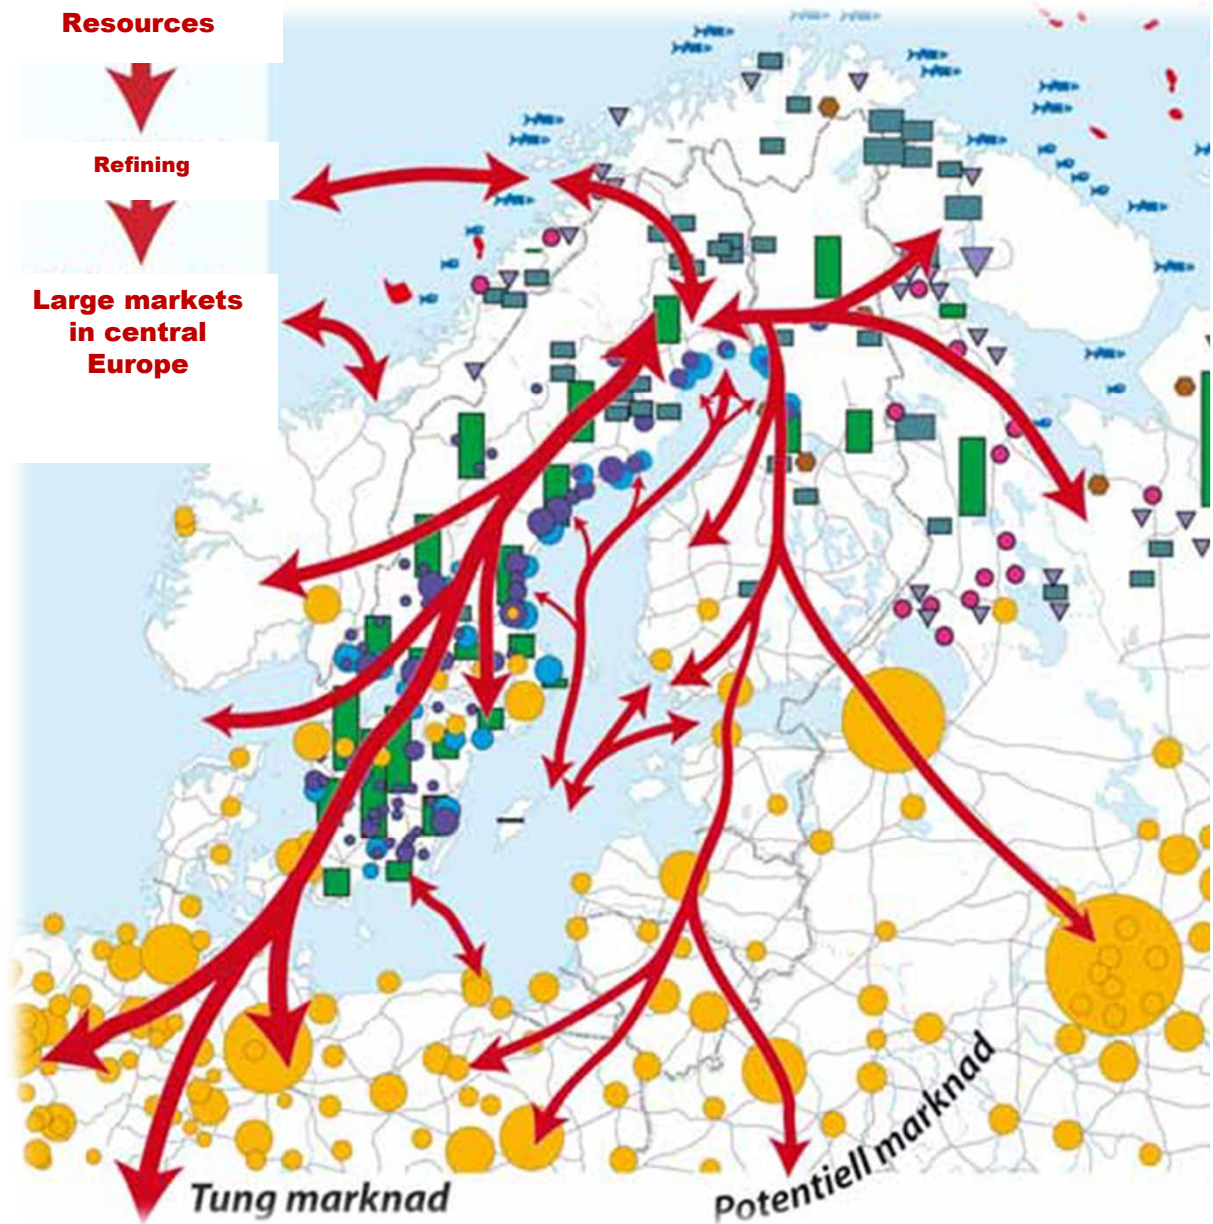 Resources
Refining
Large markets
in central
Europe
Tung marknad
Potentiell marknad